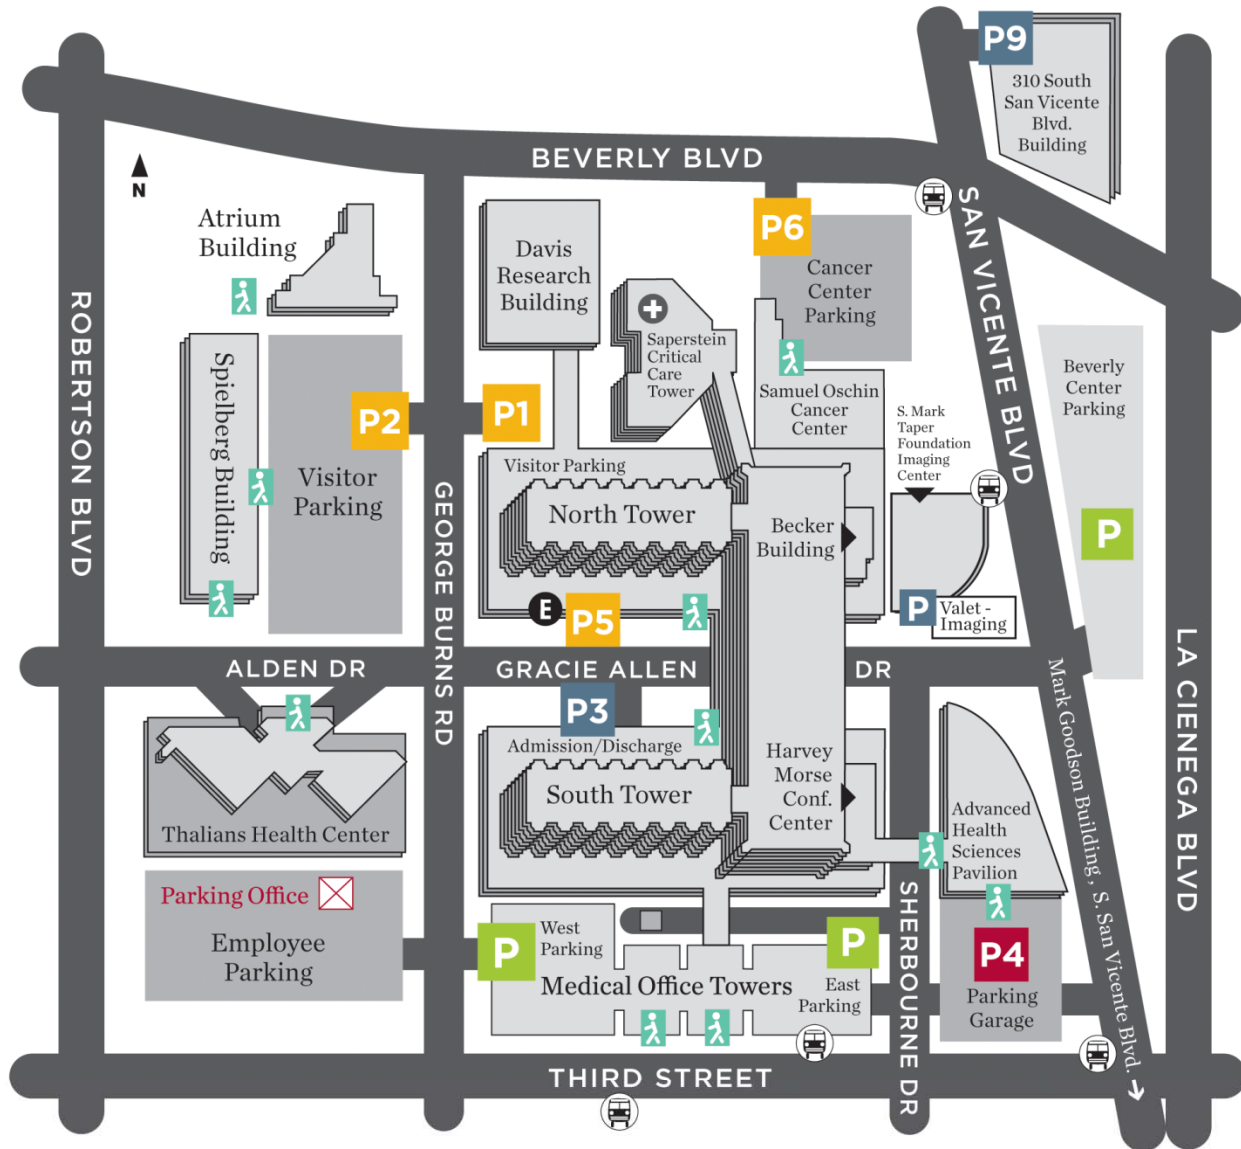 P9
310 South
San Vicente
Blvd.
Building
BEVERLY BLVD
N
SAN VICENTE BLVD
Atrium
Building
Davis
Research
Building
P6
Cancer
Center
Parking
ROBERTSON BLVD
Saperstein
Critical
Care
Tower
Beverly
Center
Parking
P
Spielberg Building
P2
P1
Samuel Oschin
Cancer
Center
S. Mark
Taper
Foundation
Imaging
Center
Visitor
Parking
Visitor Parking
North Tower
GEORGE BURNS RD
Becker
Building
E
P5
P
Valet -
Imaging
LA CIENEGA BLVD
ALDEN DR
GRACIE ALLEN
DR
Mark Goodson Building, S. San Vicente Blvd.
P3
Admission/Discharge
South Tower
Harvey
Morse
Conf.
Center
Thalians Health Center
Advanced
Health
Sciences
Pavilion
Parking Office
Employee
Parking
P
West
Parking
P
Medical Office Towers
East
Parking
SHERBOURNE DR
P4
Parking
Garage
THIRD STREET